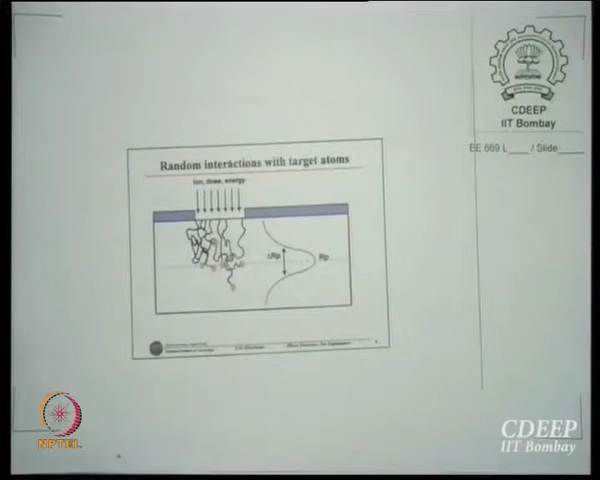 CDEEP
IIT Bombay
EE 669 L____ / Slide_____
Random interactions with target atoms
Ion, dose, energy
ΔRp
Rp
NPTEL
CDEEP
IIT Bombay